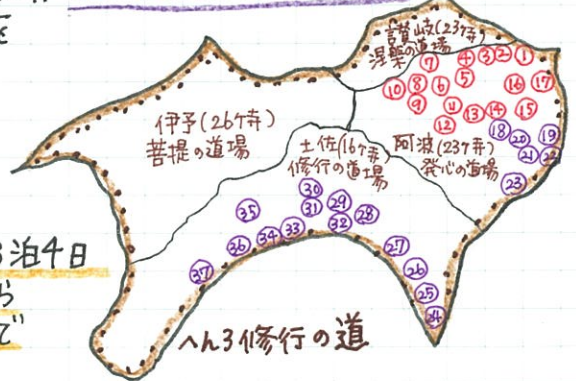 讃岐(23ケ寺)
涅槃の道場
⑦ ④ ③ ② ①
⑩ ⑧ ⑥ ⑤ ⑯ ⑰
⑨ ⑪ ⑬ ⑭ ⑮
⑫ ⑱ ⑳ ⑲
㉑ ㉒
㉓
伊予(26ケ寺)
菩提の道場
土佐(16ケ寺)
修行の道場
阿波(23ケ寺)
発心の道場
㉚ ㉙
㉟ ㉛ ㉘
㊱ ㉞ ㉝ ㉜ ㉗
㊲ ㉖
㉕
㉔
3泊4日
ら
で
へんろ修行の道